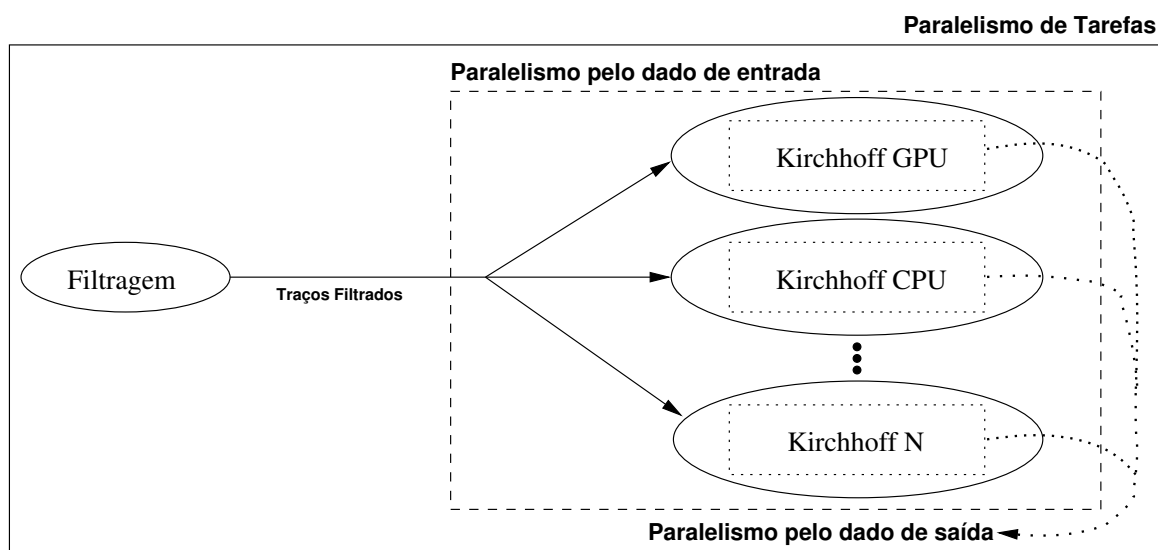 Paralelismo de Tarefas
Paralelismo pelo dado de entrada
Kirchhoff GPU
Filtragem
Traços Filtrados
Kirchhoff CPU
Kirchhoff N
Paralelismo pelo dado de saída